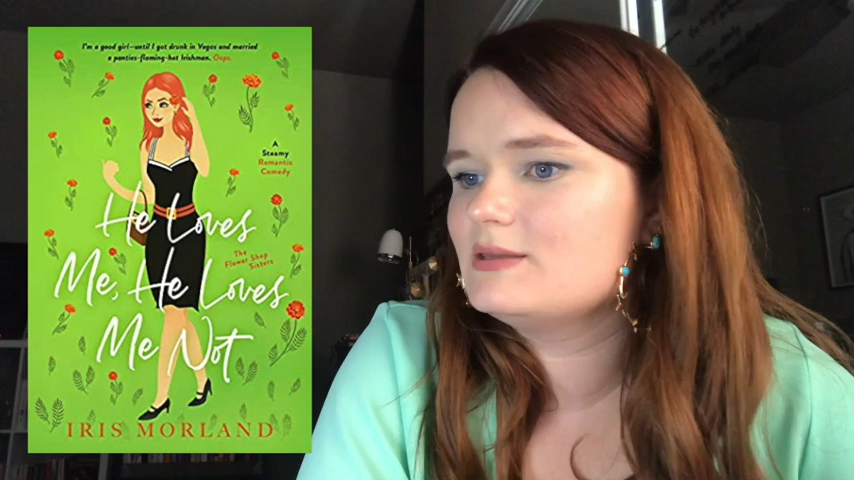 I'm a good girl—until I got drunk in Vegas and married
a panties-flaming-hot Irishman. Oops.
A
Steamy
Romantic
Comedy
He Loves
Me, He Loves
Me Not
The
Flower Shop
Sisters
IRIS MORLAND